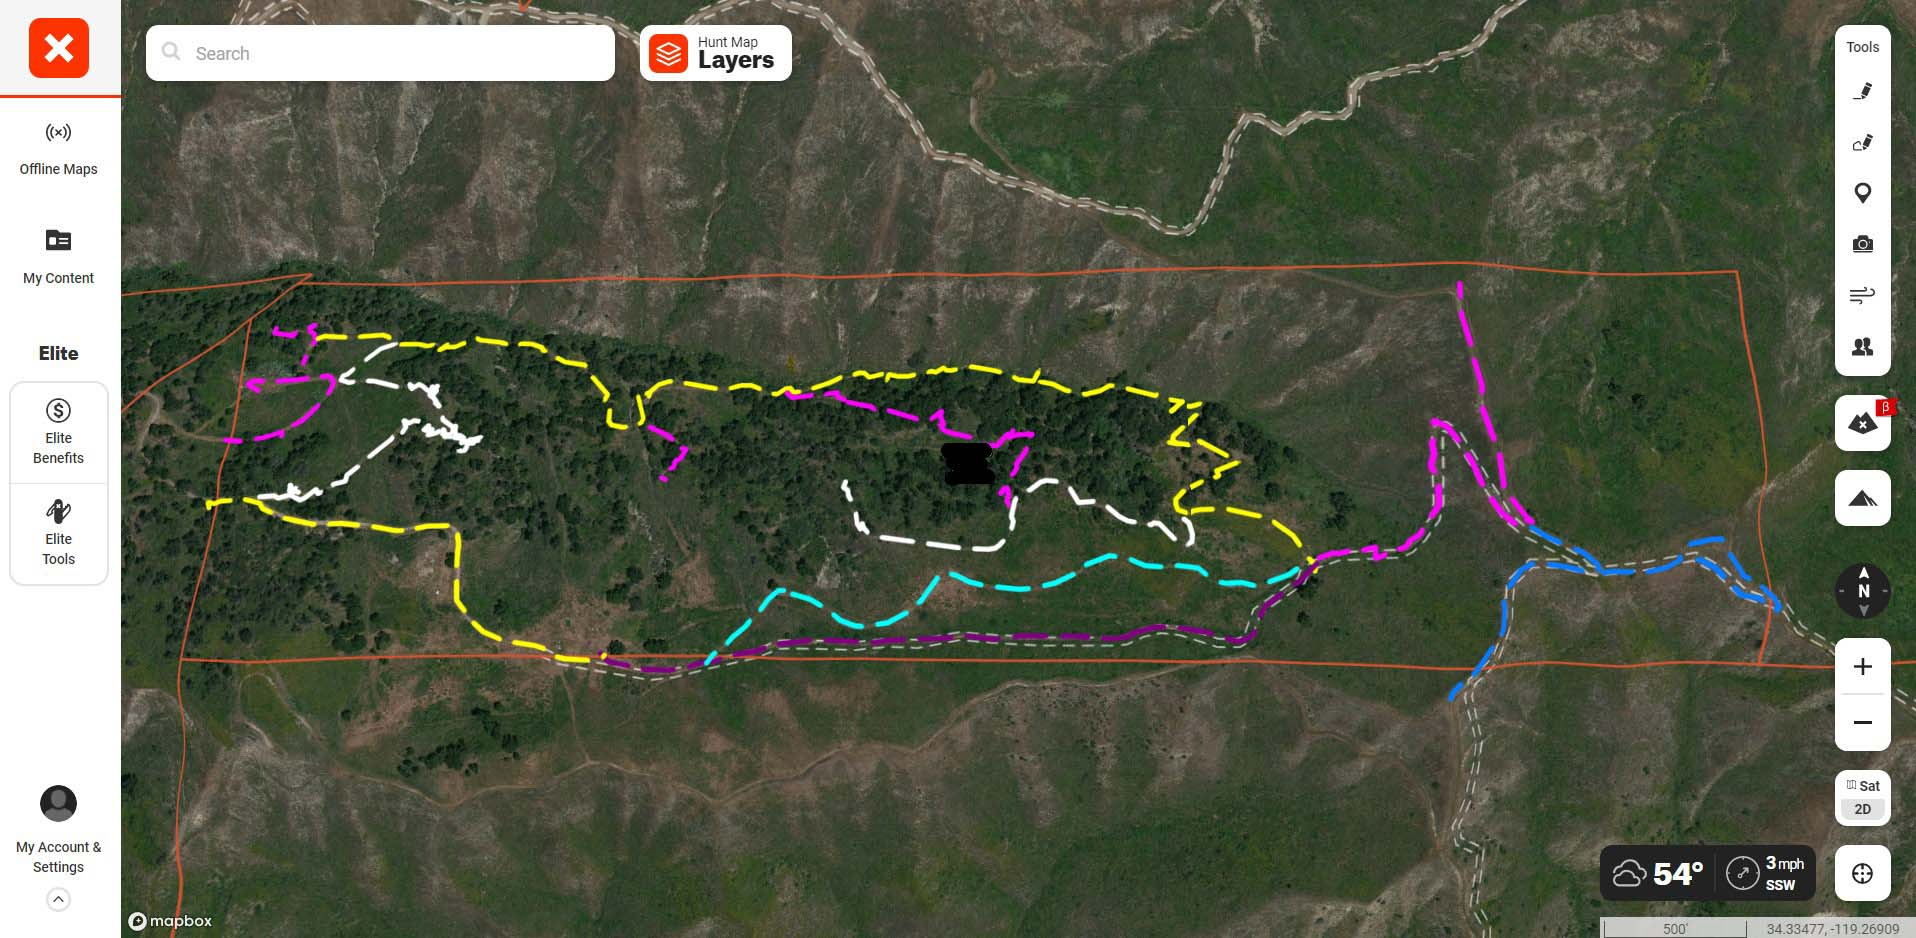 Search
Hunt Map
Layers
Tools
Offline Maps
My Content
Elite
Elite
Benefits
Elite
Tools
β
N
Sat
2D
My Account &
Settings
54°
3 mph
SSW
mapbox
500'
34.33477, -119.26909